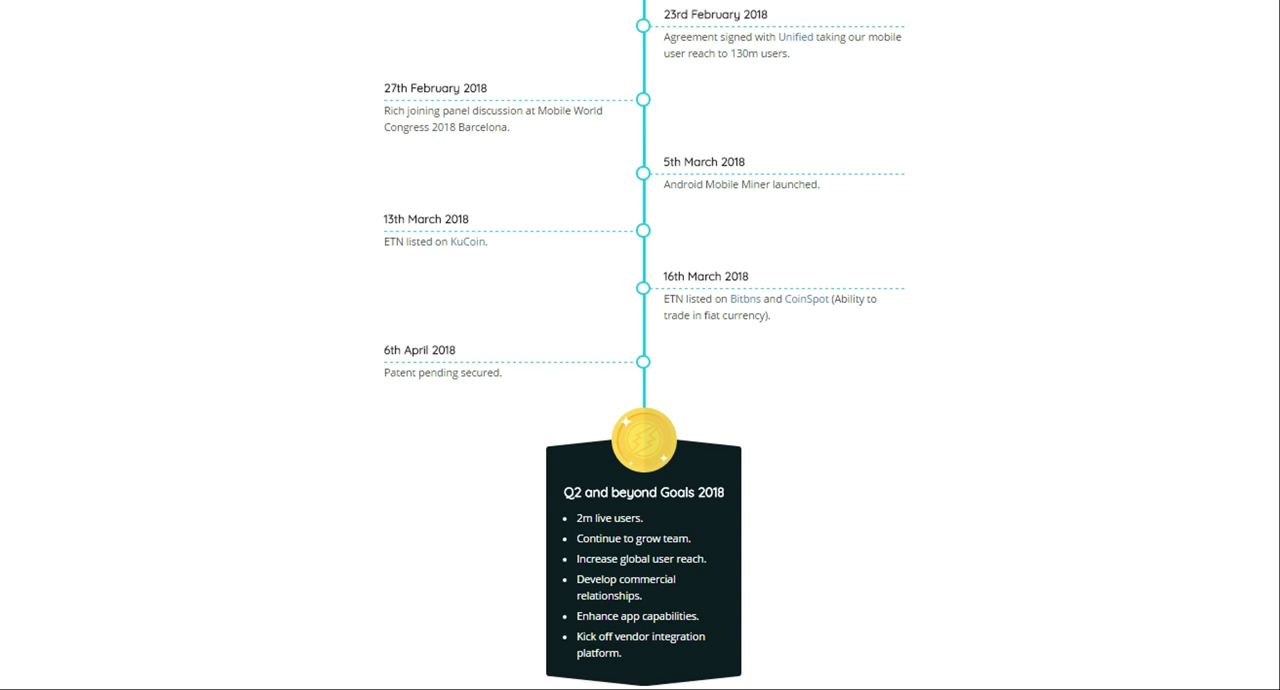 23rd February 2018
Agreement signed with Unified taking our mobile
user reach to 130m users.
27th February 2018
Rich joining panel discussion at Mobile World
Congress 2018 Barcelona.
5th March 2018
Android Mobile Miner launched.
13th March 2018
ETN listed on KuCoin.
16th March 2018
ETN listed on Bitbns and CoinSpot (Ability to
trade in fiat currency).
6th April 2018
Patent pending secured.
Q2 and beyond Goals 2018
• 2m live users.
• Continue to grow team.
• Increase global user reach.
• Develop commercial
relationships.
• Enhance app capabilities.
• Kick off vendor integration
platform.